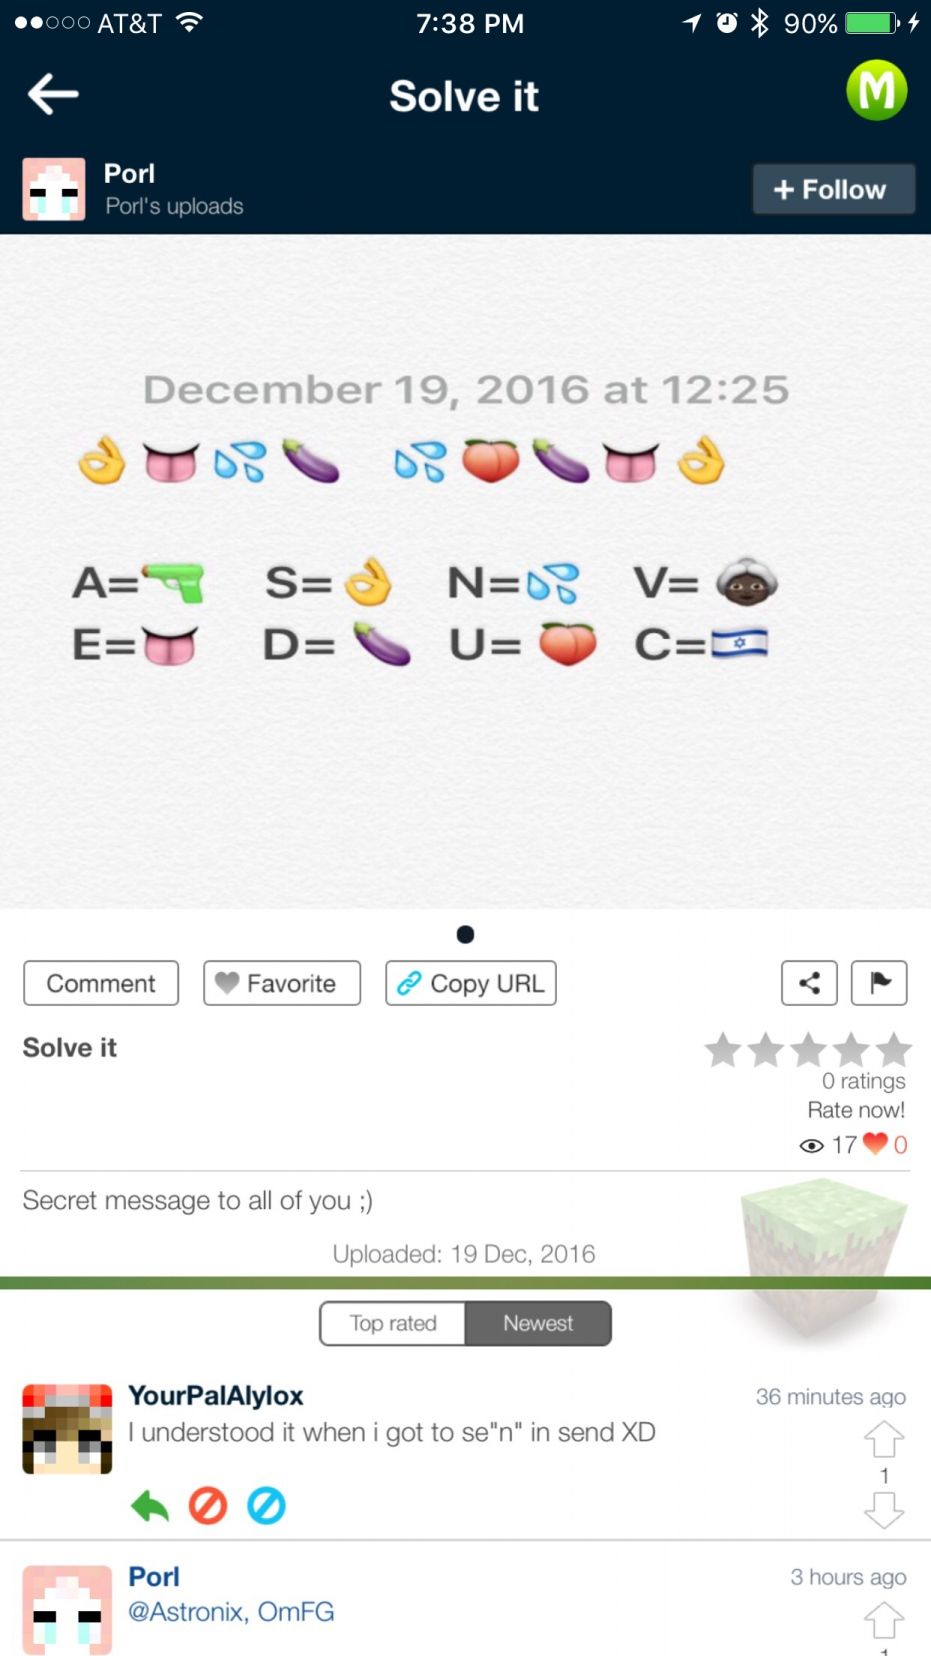 AT&T 7:38 PM 90%
Solve it
M
Porl
Porl's uploads
+ Follow
December 19, 2016 at 12:25
👌👅💦🍆 💦🍑🍆👅👌
A=🔫 S=👌 N=💦 V=👵🏿
E=👅 D=🍆 U=🍑 C=🇮🇱
Comment Favorite Copy URL
Solve it
0 ratings
Rate now!
17 0
Secret message to all of you ;)
Uploaded: 19 Dec, 2016
Top rated Newest
YourPalAlylox 36 minutes ago
I understood it when i got to se"n" in send XD
1
Porl 3 hours ago
@Astronix, OmFG